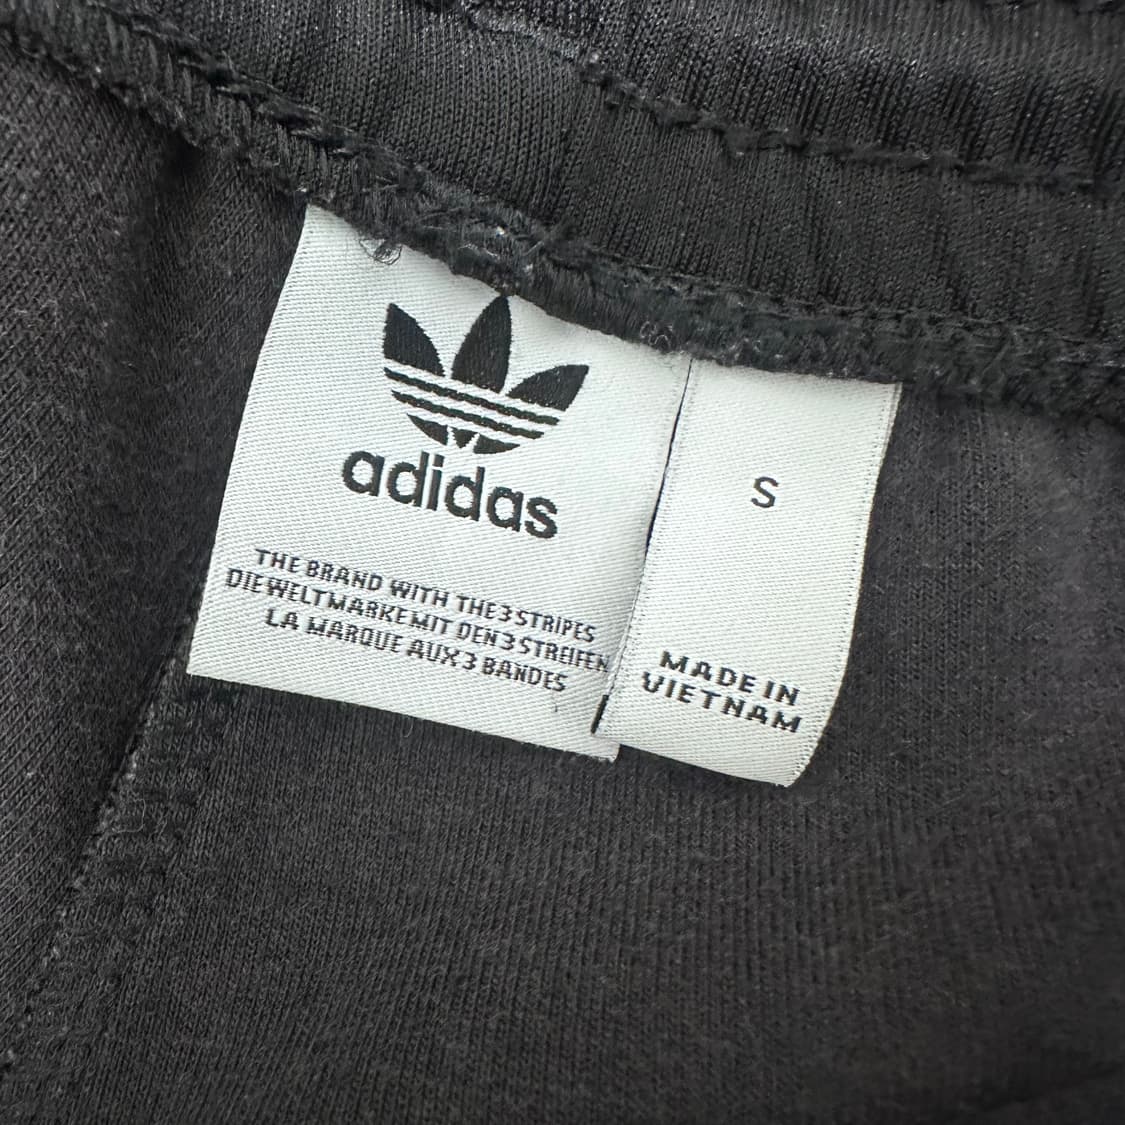 adidas
THE BRAND WITH THE 3 STRIPES
DIE WELTMARKE MIT DEN 3 STREIFEN
LA MARQUE AUX 3 BANDES
S
MADE IN
VIETNAM